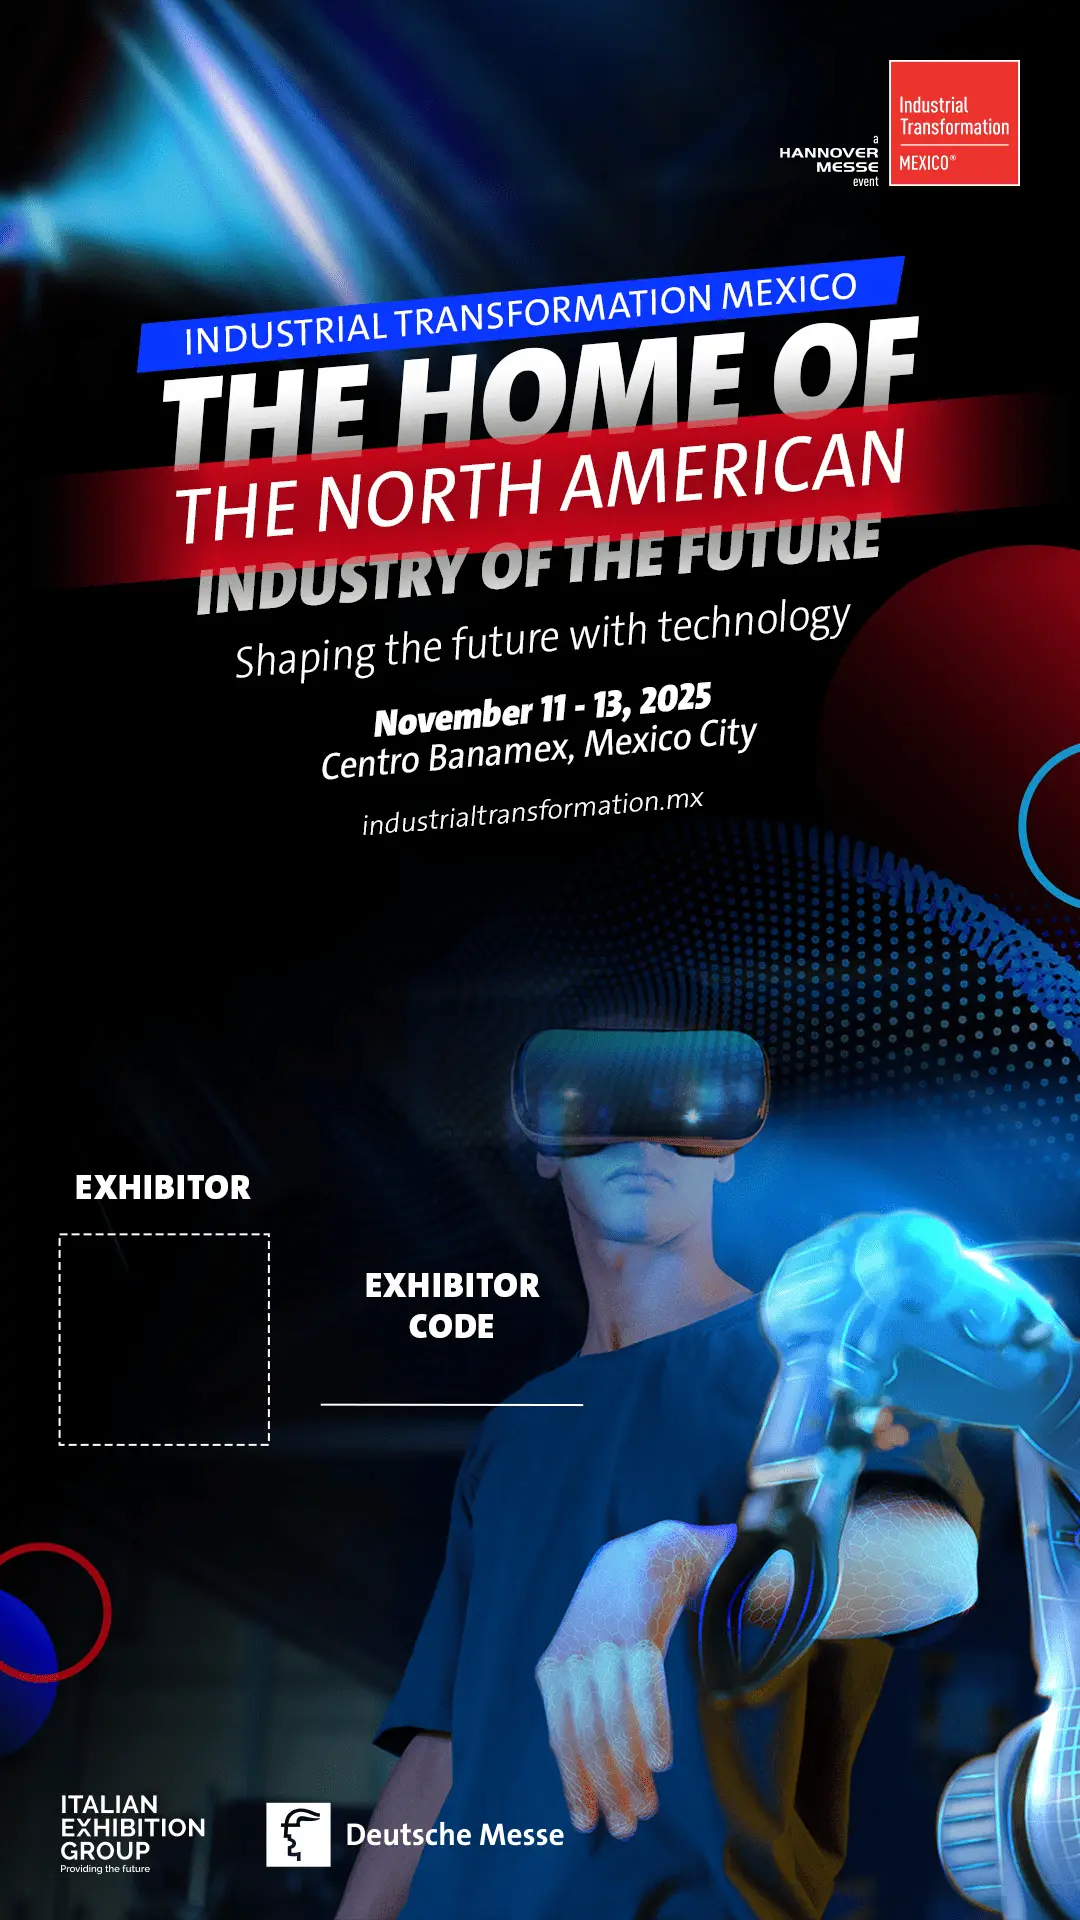 a
HANNOVER
MESSE
event
Industrial
Transformation
MEXICO®
INDUSTRIAL TRANSFORMATION MEXICO
THE HOME OF
THE NORTH AMERICAN
INDUSTRY OF THE FUTURE
Shaping the future with technology
November 11 - 13, 2025
Centro Banamex, Mexico City
industrialtransformation.mx
EXHIBITOR
EXHIBITOR
CODE
ITALIAN
EXHIBITION
GROUP
Providing the future
Deutsche Messe